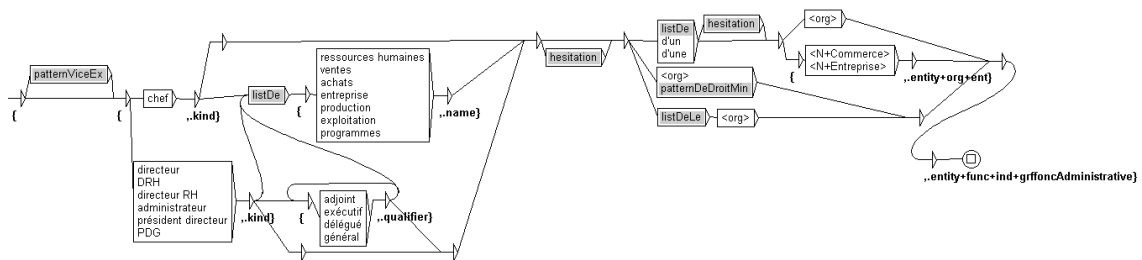 patternViceEx
{
{
chef
,.kind}
listDe
{
ressources humaines
ventes
achats
entreprise
production
exploitation
programmes
,.name}
directeur
DRH
directeur RH
administrateur
président directeur
PDG
,.kind}
{
adjoint
exécutif
délégué
général
,.qualifier}
hesitation
listDe
d'un
d'une
hesitation
<org>
{
<N+Commerce>
<N+Entreprise>
,.entity+org+ent}
<org>
patternDeDroitMin
listDeLe
<org>
,.entity+func+ind+grffoncAdministrative}